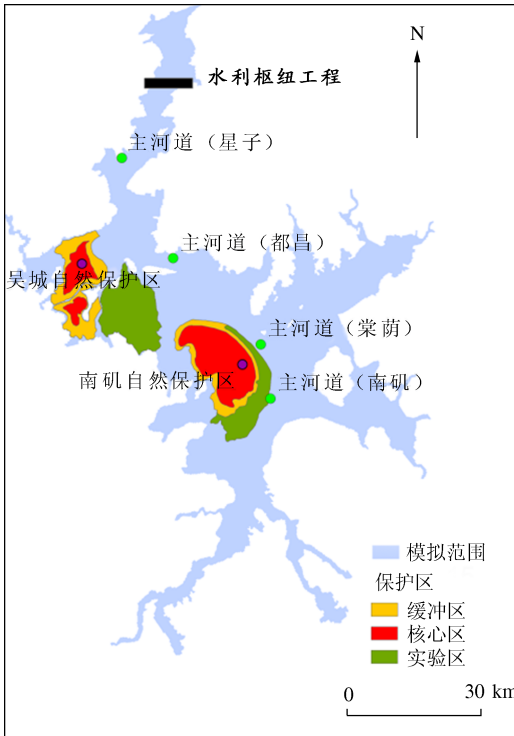 N
水利枢纽工程
主河道（星子）
主河道（都昌）
吴城自然保护区
主河道（棠荫）
南矶自然保护区
主河道（南矶）
模拟范围
保护区
缓冲区
核心区
实验区
0 30 km